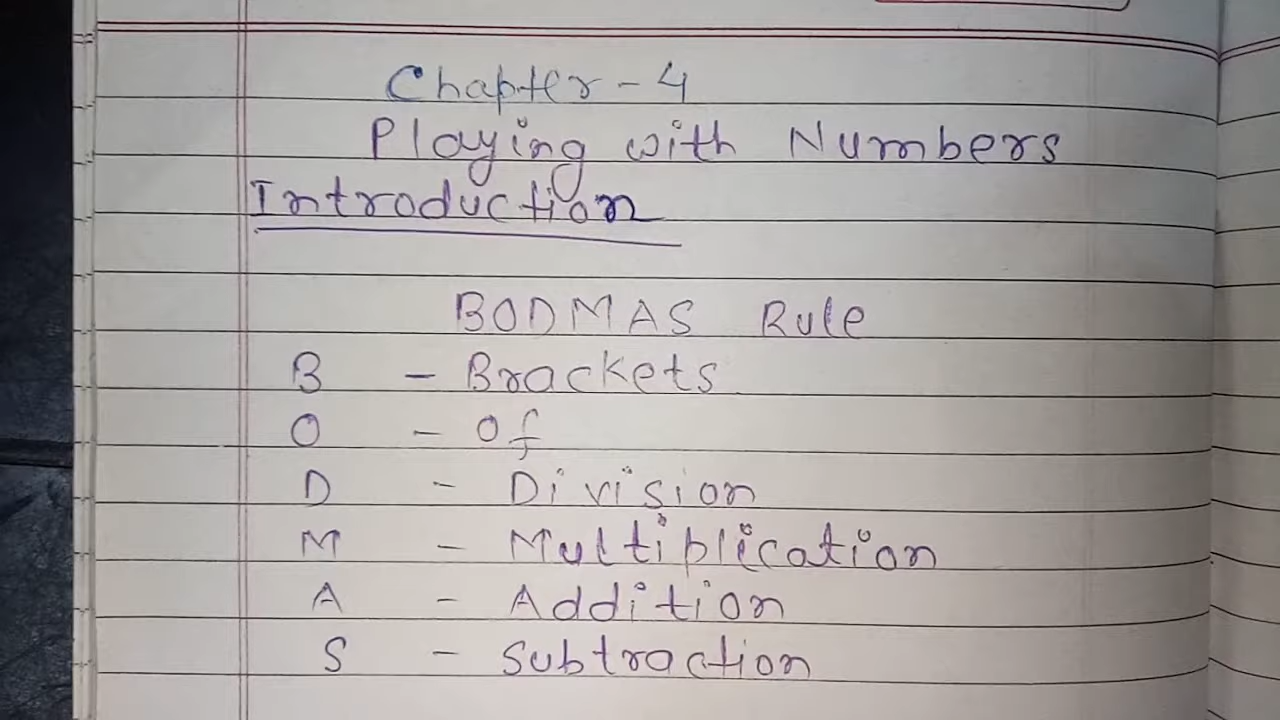 Chapter - 4
Playing with Numbers
Introduction
BODMAS Rule
B - Brackets
O - Of
D - Division
M - Multiplication
A - Addition
S - Subtraction